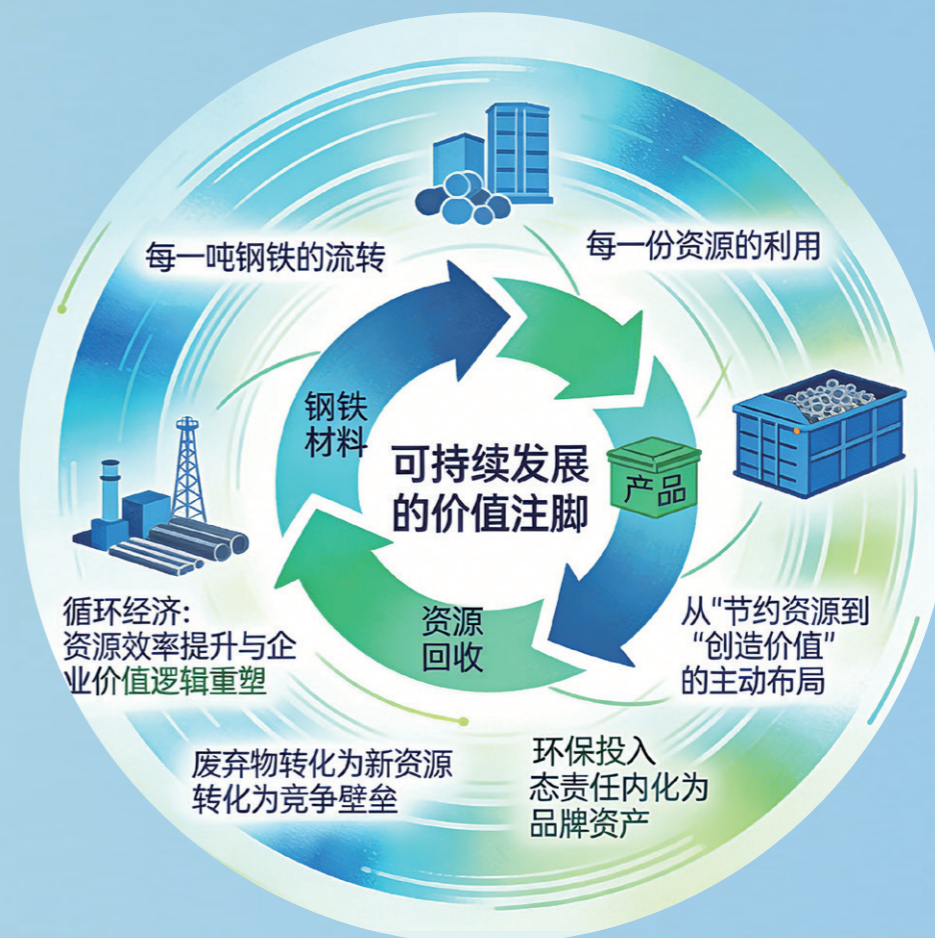 每一吨钢铁的流转
每一份资源的利用
钢铁
材料
可持续发展
的价值注脚
产品
资源
回收
循环经济:
资源效率提升与企
业价值逻辑重塑
从"节约资源到
"创造价值"
的主动布局
废弃物转化为新资源
转化为竞争壁垒
环保投入
态责任内化为
品牌资产